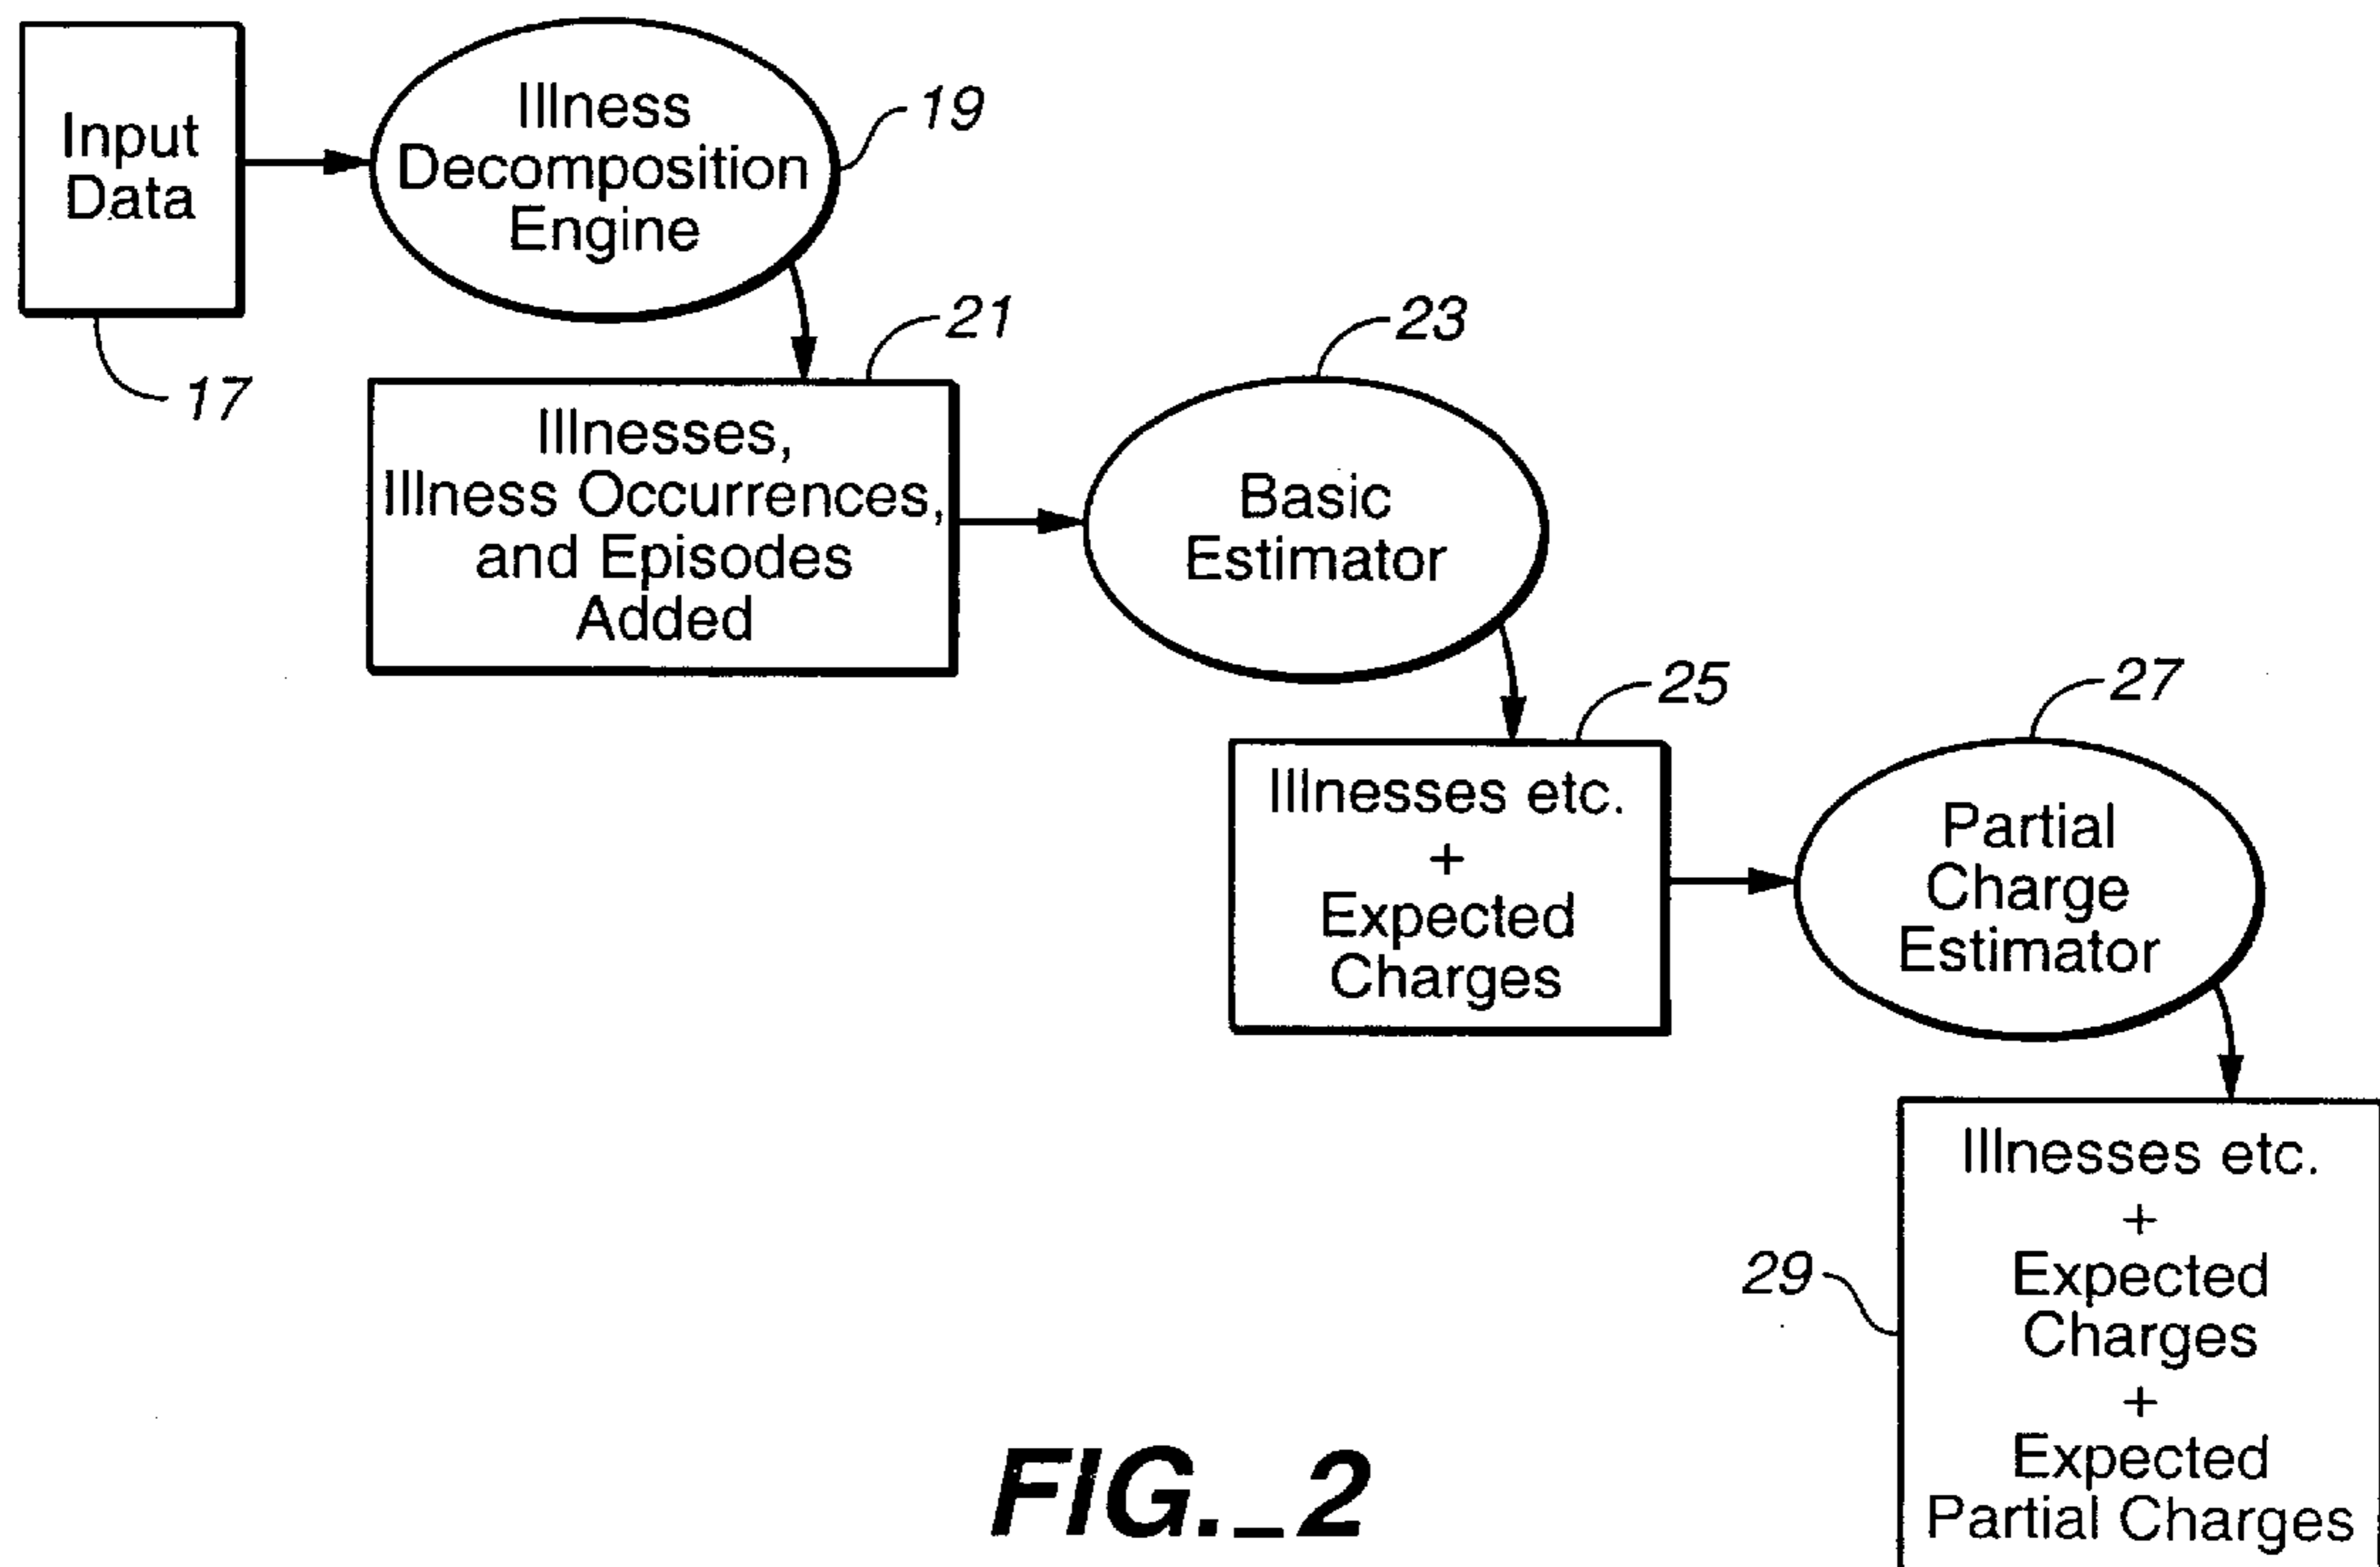 Input
Data
17
Illness
Decomposition
Engine
19
21
Illnesses,
Illness Occurrences,
and Episodes
Added
23
Basic
Estimator
25
Illnesses etc.
+
Expected
Charges
27
Partial
Charge
Estimator
29
Illnesses etc.
+
Expected
Charges
+
Expected
Partial Charges
FIG._2